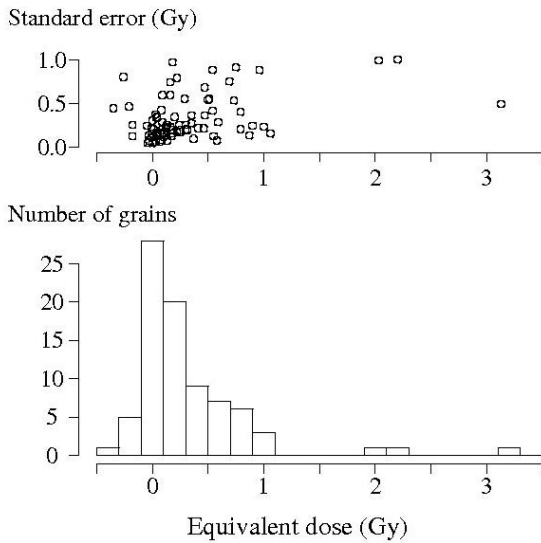 Standard error (Gy)
1.0
0.5
0.0
0 1 2 3
Number of grains
25
20
15
10
5
0
0 1 2 3
Equivalent dose (Gy)